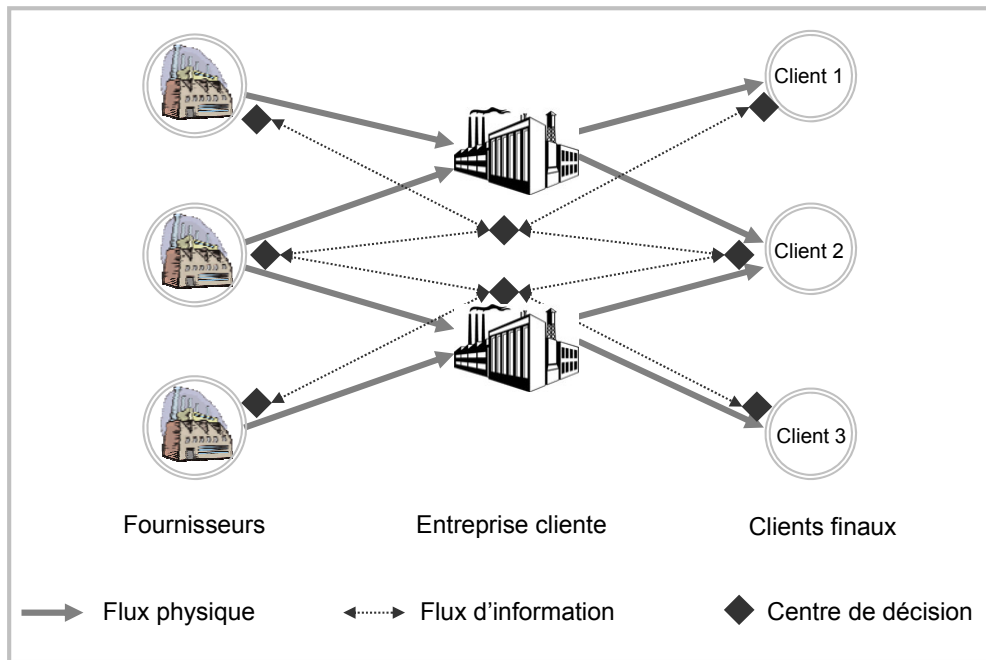 Client 1
Client 2
Client 3
Fournisseurs
Entreprise cliente
Clients finaux
Flux physique
Flux d’information
Centre de décision